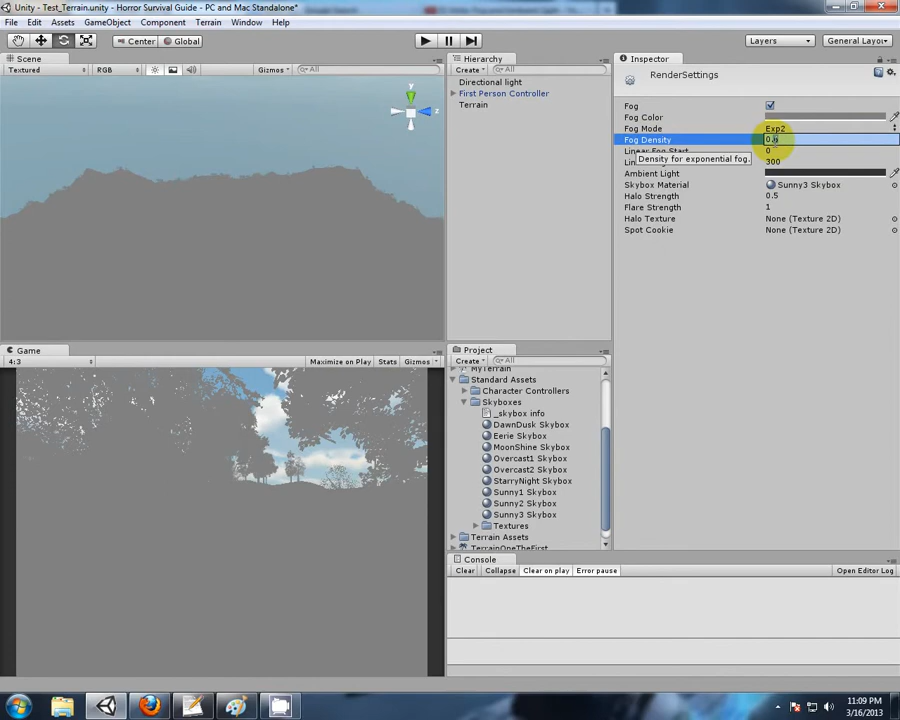 Unity - Test_Terrain.unity - Horror Survival Guide - PC and Mac Standalone*
File Edit Assets GameObject Component Terrain Window Help
Center Global Layers General Layou
Scene
Textured RGB Gizmos All
y
z
Hierarchy
Create All
Directional light
First Person Controller
Terrain
Inspector
RenderSettings
Fog
Fog Color
Fog Mode Exp2
Fog Density
Density for exponential fog.
0
300
Ambient Light
Skybox Material Sunny3 Skybox
Halo Strength 0.5
Flare Strength 1
Halo Texture None (Texture 2D)
Spot Cookie None (Texture 2D)
Game
4:3 Maximize on Play Stats Gizmos
Project
Create All
MyTerrain
Standard Assets
Character Controllers
Skyboxes
_skybox info
DawnDusk Skybox
Eerie Skybox
MoonShine Skybox
Overcast1 Skybox
Overcast2 Skybox
StarryNight Skybox
Sunny1 Skybox
Sunny2 Skybox
Sunny3 Skybox
Textures
Terrain Assets
TerrainOneTheFirst
Console
Clear Collapse Clear on play Error pause Open Editor Log
11:09 PM
3/16/2013